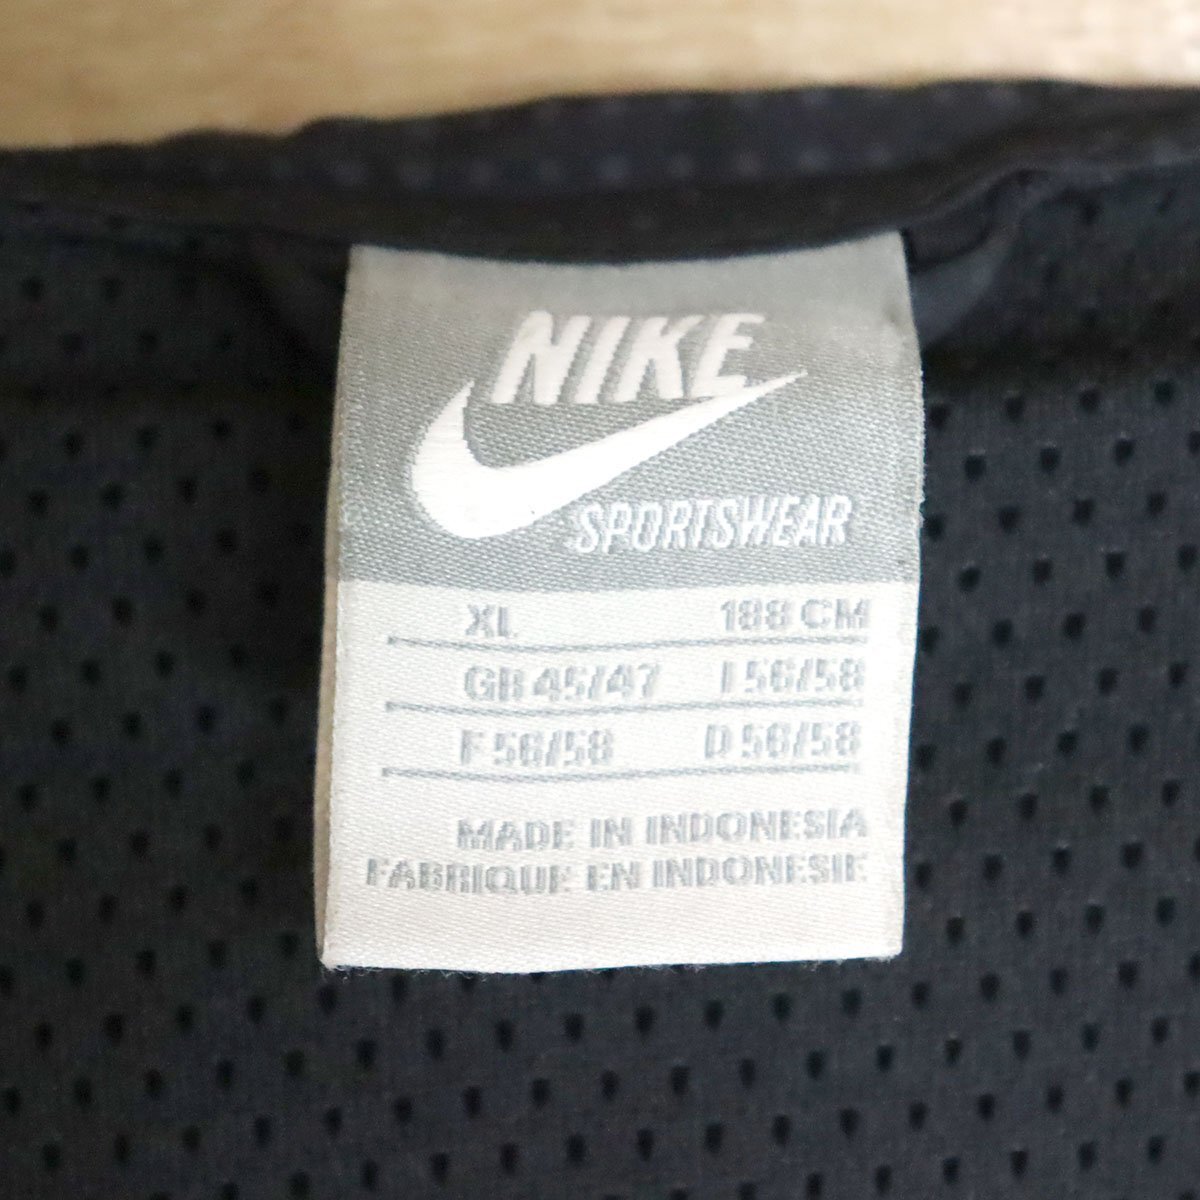 NIKE
SPORTSWEAR
XL 188 CM
GB 45/47 I 56/58
F 56/58 D 56/58
MADE IN INDONESIA
FABRIQUE EN INDONESIE